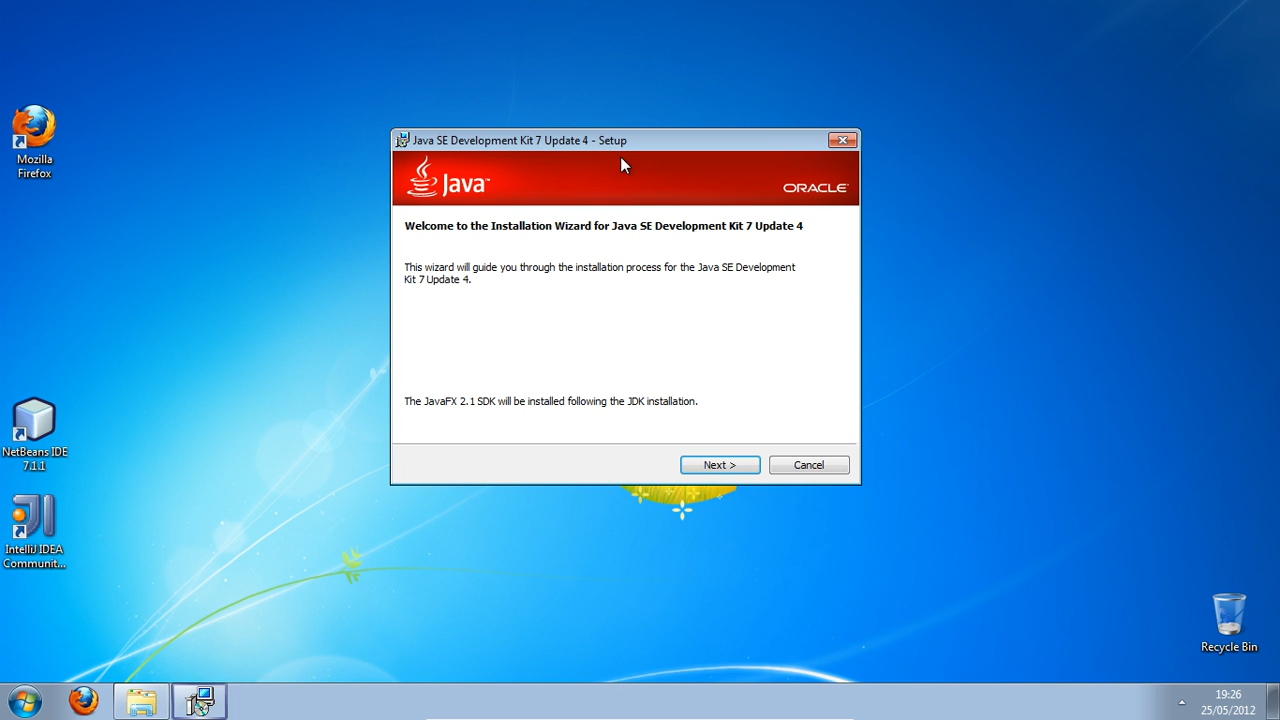 Java SE Development Kit 7 Update 4 - Setup
Java™
ORACLE®
Welcome to the Installation Wizard for Java SE Development Kit 7 Update 4
This wizard will guide you through the installation process for the Java SE Development
Kit 7 Update 4.
The JavaFX 2.1 SDK will be installed following the JDK installation.
Next >
Cancel
Mozilla
Firefox
NetBeans IDE
7.1.1
IntelliJ IDEA
Communit...
Recycle Bin
19:26
25/05/2012